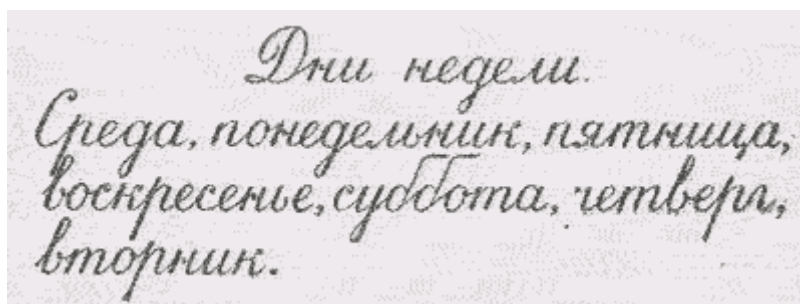 Дни недели.
Среда, понедельник, пятница,
воскресенье, суббота, четверг,
вторник.